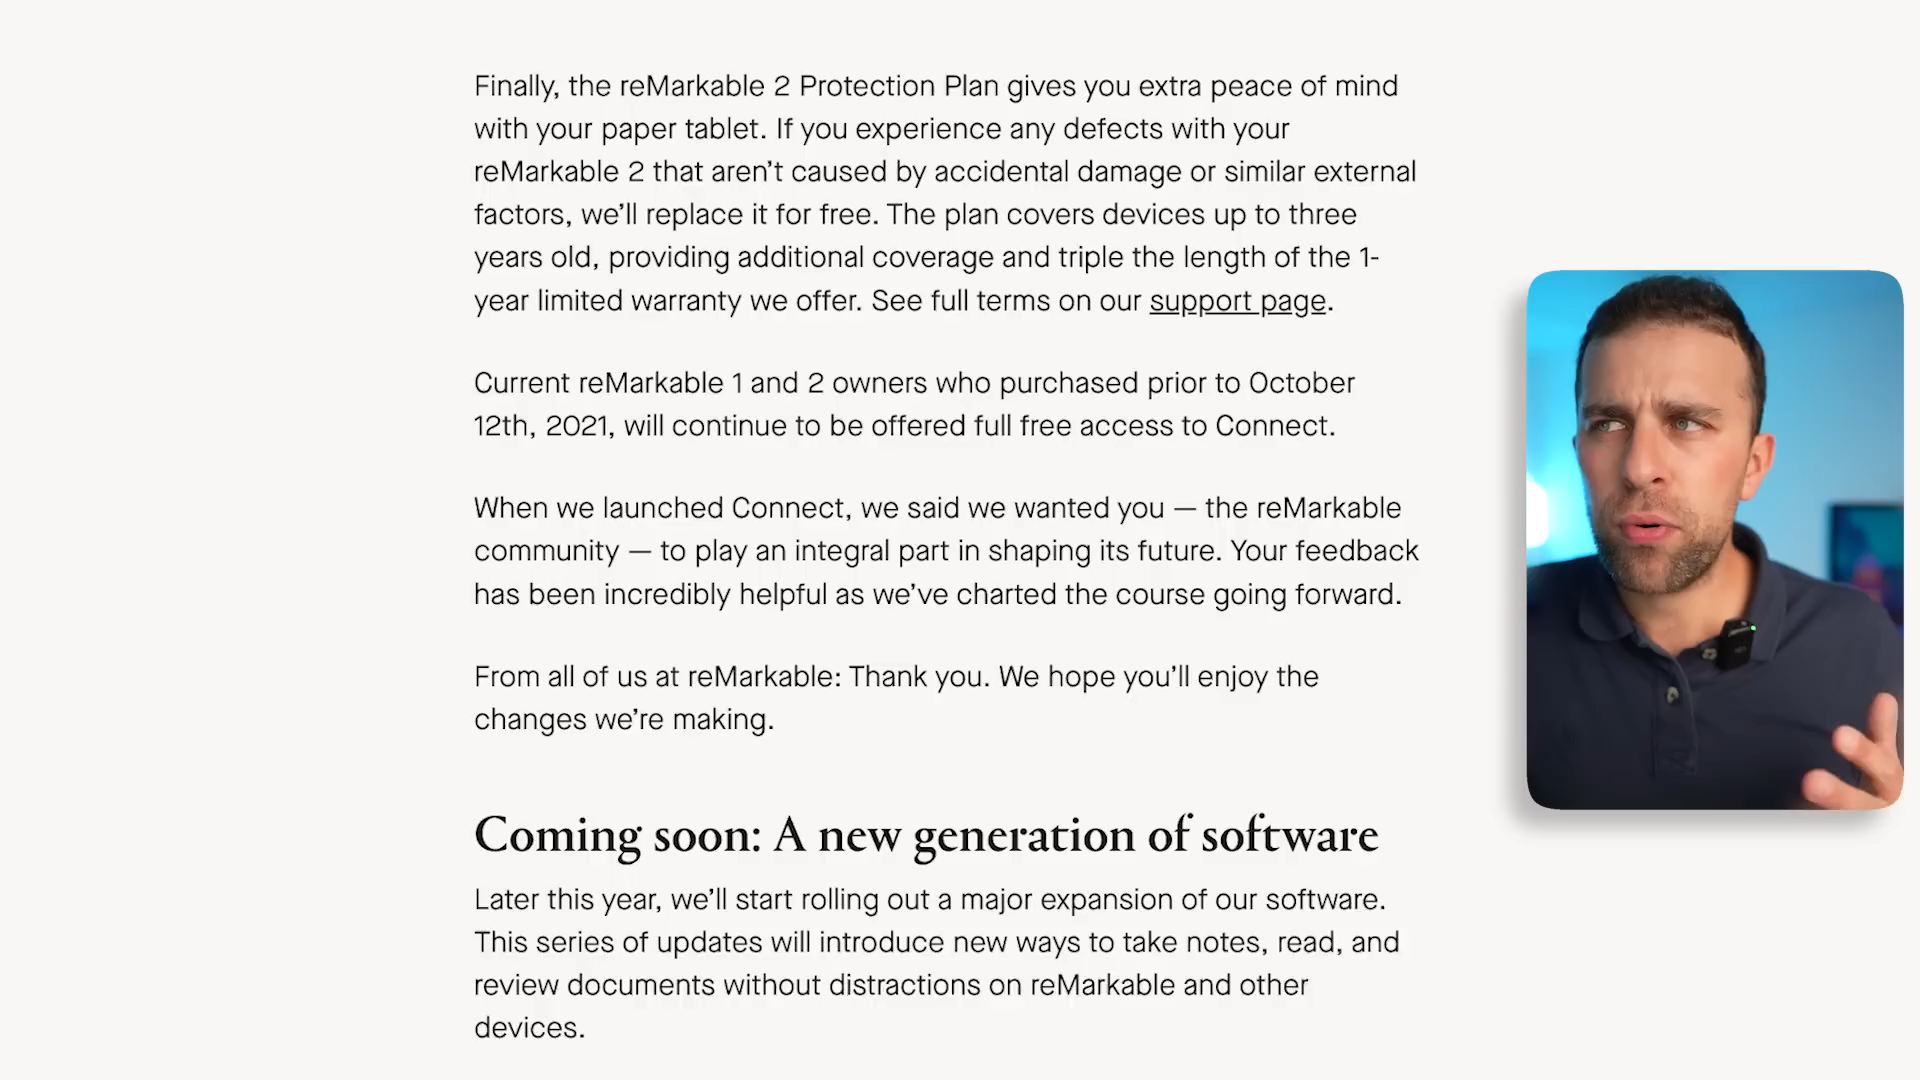 Finally, the reMarkable 2 Protection Plan gives you extra peace of mind
with your paper tablet. If you experience any defects with your
reMarkable 2 that aren’t caused by accidental damage or similar external
factors, we’ll replace it for free. The plan covers devices up to three
years old, providing additional coverage and triple the length of the 1-
year limited warranty we offer. See full terms on our support page.
Current reMarkable 1 and 2 owners who purchased prior to October
12th, 2021, will continue to be offered full free access to Connect.
When we launched Connect, we said we wanted you — the reMarkable
community — to play an integral part in shaping its future. Your feedback
has been incredibly helpful as we’ve charted the course going forward.
From all of us at reMarkable: Thank you. We hope you’ll enjoy the
changes we’re making.
Coming soon: A new generation of software
Later this year, we’ll start rolling out a major expansion of our software.
This series of updates will introduce new ways to take notes, read, and
review documents without distractions on reMarkable and other
devices.